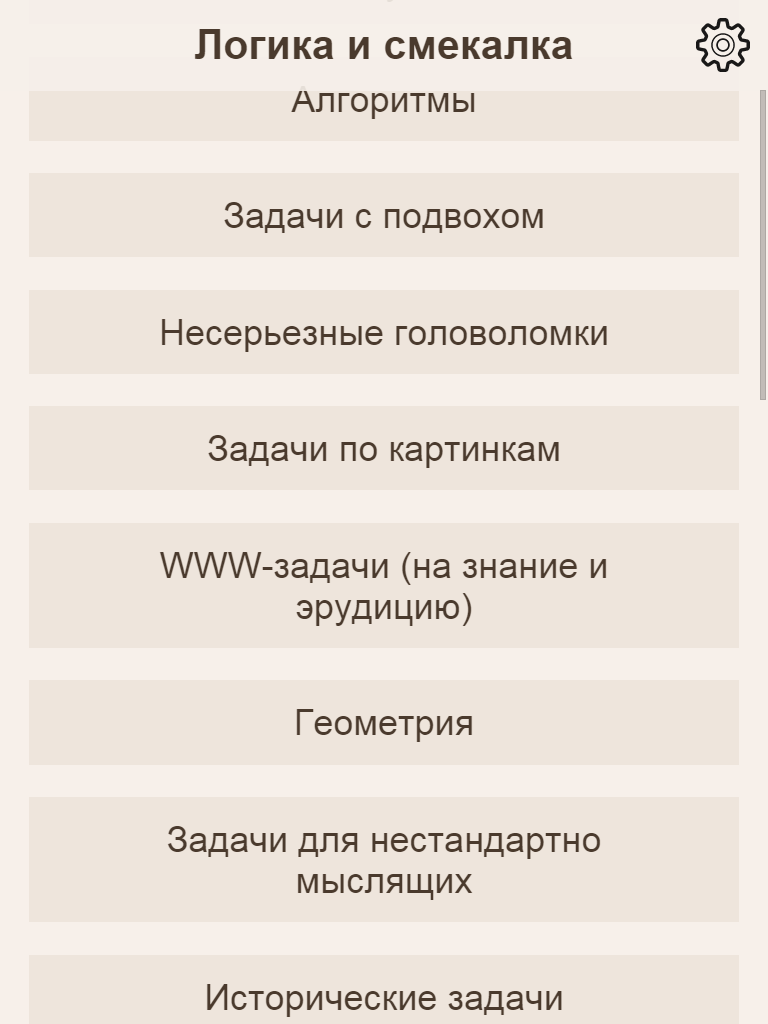 Логика и смекалка
Алгоритмы
Задачи с подвохом
Несерьезные головоломки
Задачи по картинкам
WWW-задачи (на знание и
эрудицию)
Геометрия
Задачи для нестандартно
мыслящих
Исторические задачи